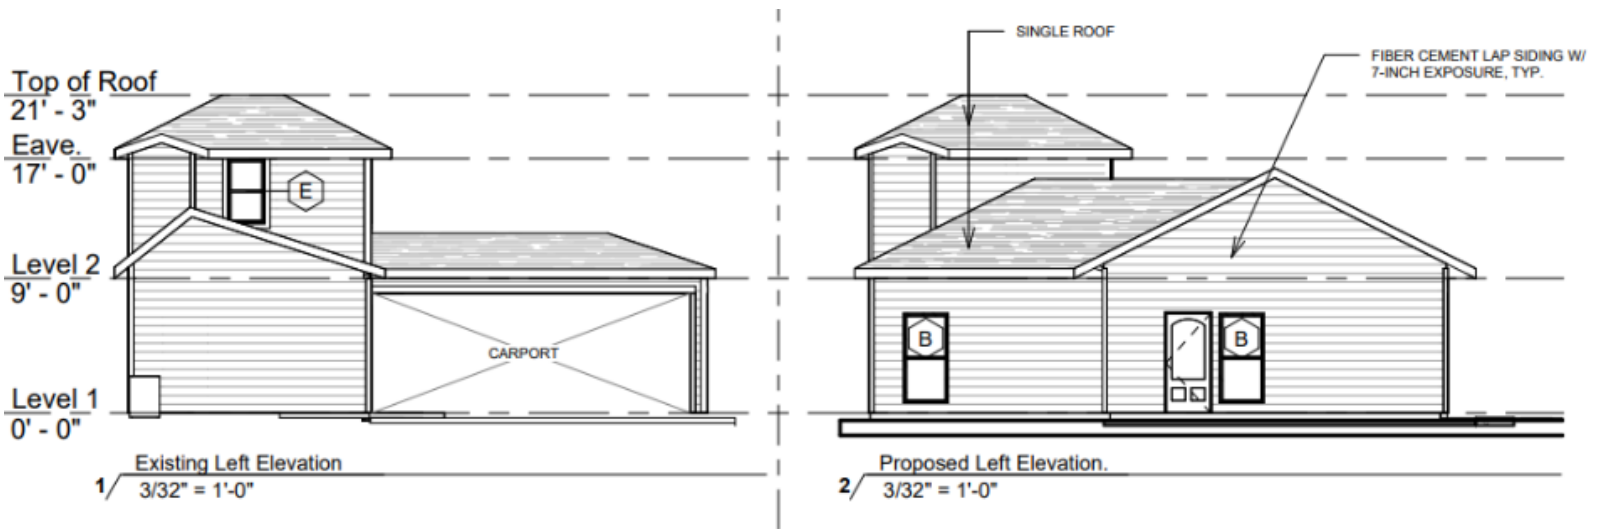 SINGLE ROOF
FIBER CEMENT LAP SIDING W/
7-INCH EXPOSURE, TYP.
Top of Roof
21' - 3"
Eave.
17' - 0"
E
Level 2
9' - 0"
CARPORT
B
B
Level 1
0' - 0"
1
Existing Left Elevation
3/32" = 1'-0"
2
Proposed Left Elevation.
3/32" = 1'-0"